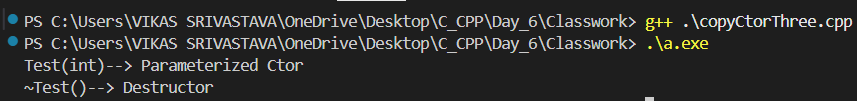 PS C:\Users\VIKAS SRIVASTAVA\OneDrive\Desktop\C_CPP\Day_6\Classwork> g++ .\copyCtorThree.cpp
PS C:\Users\VIKAS SRIVASTAVA\OneDrive\Desktop\C_CPP\Day_6\Classwork> .\a.exe
Test(int)--> Parameterized Ctor
~Test()--> Destructor